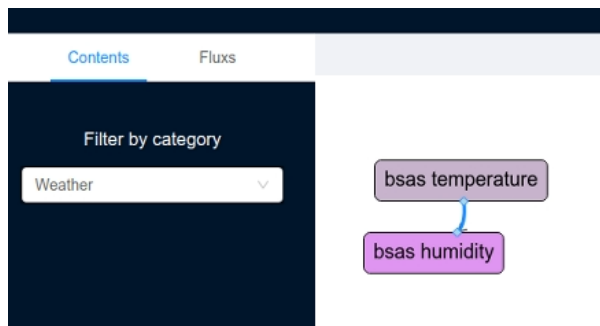 Contents Fluxs
Filter by category
Weather
bsas temperature
bsas humidity